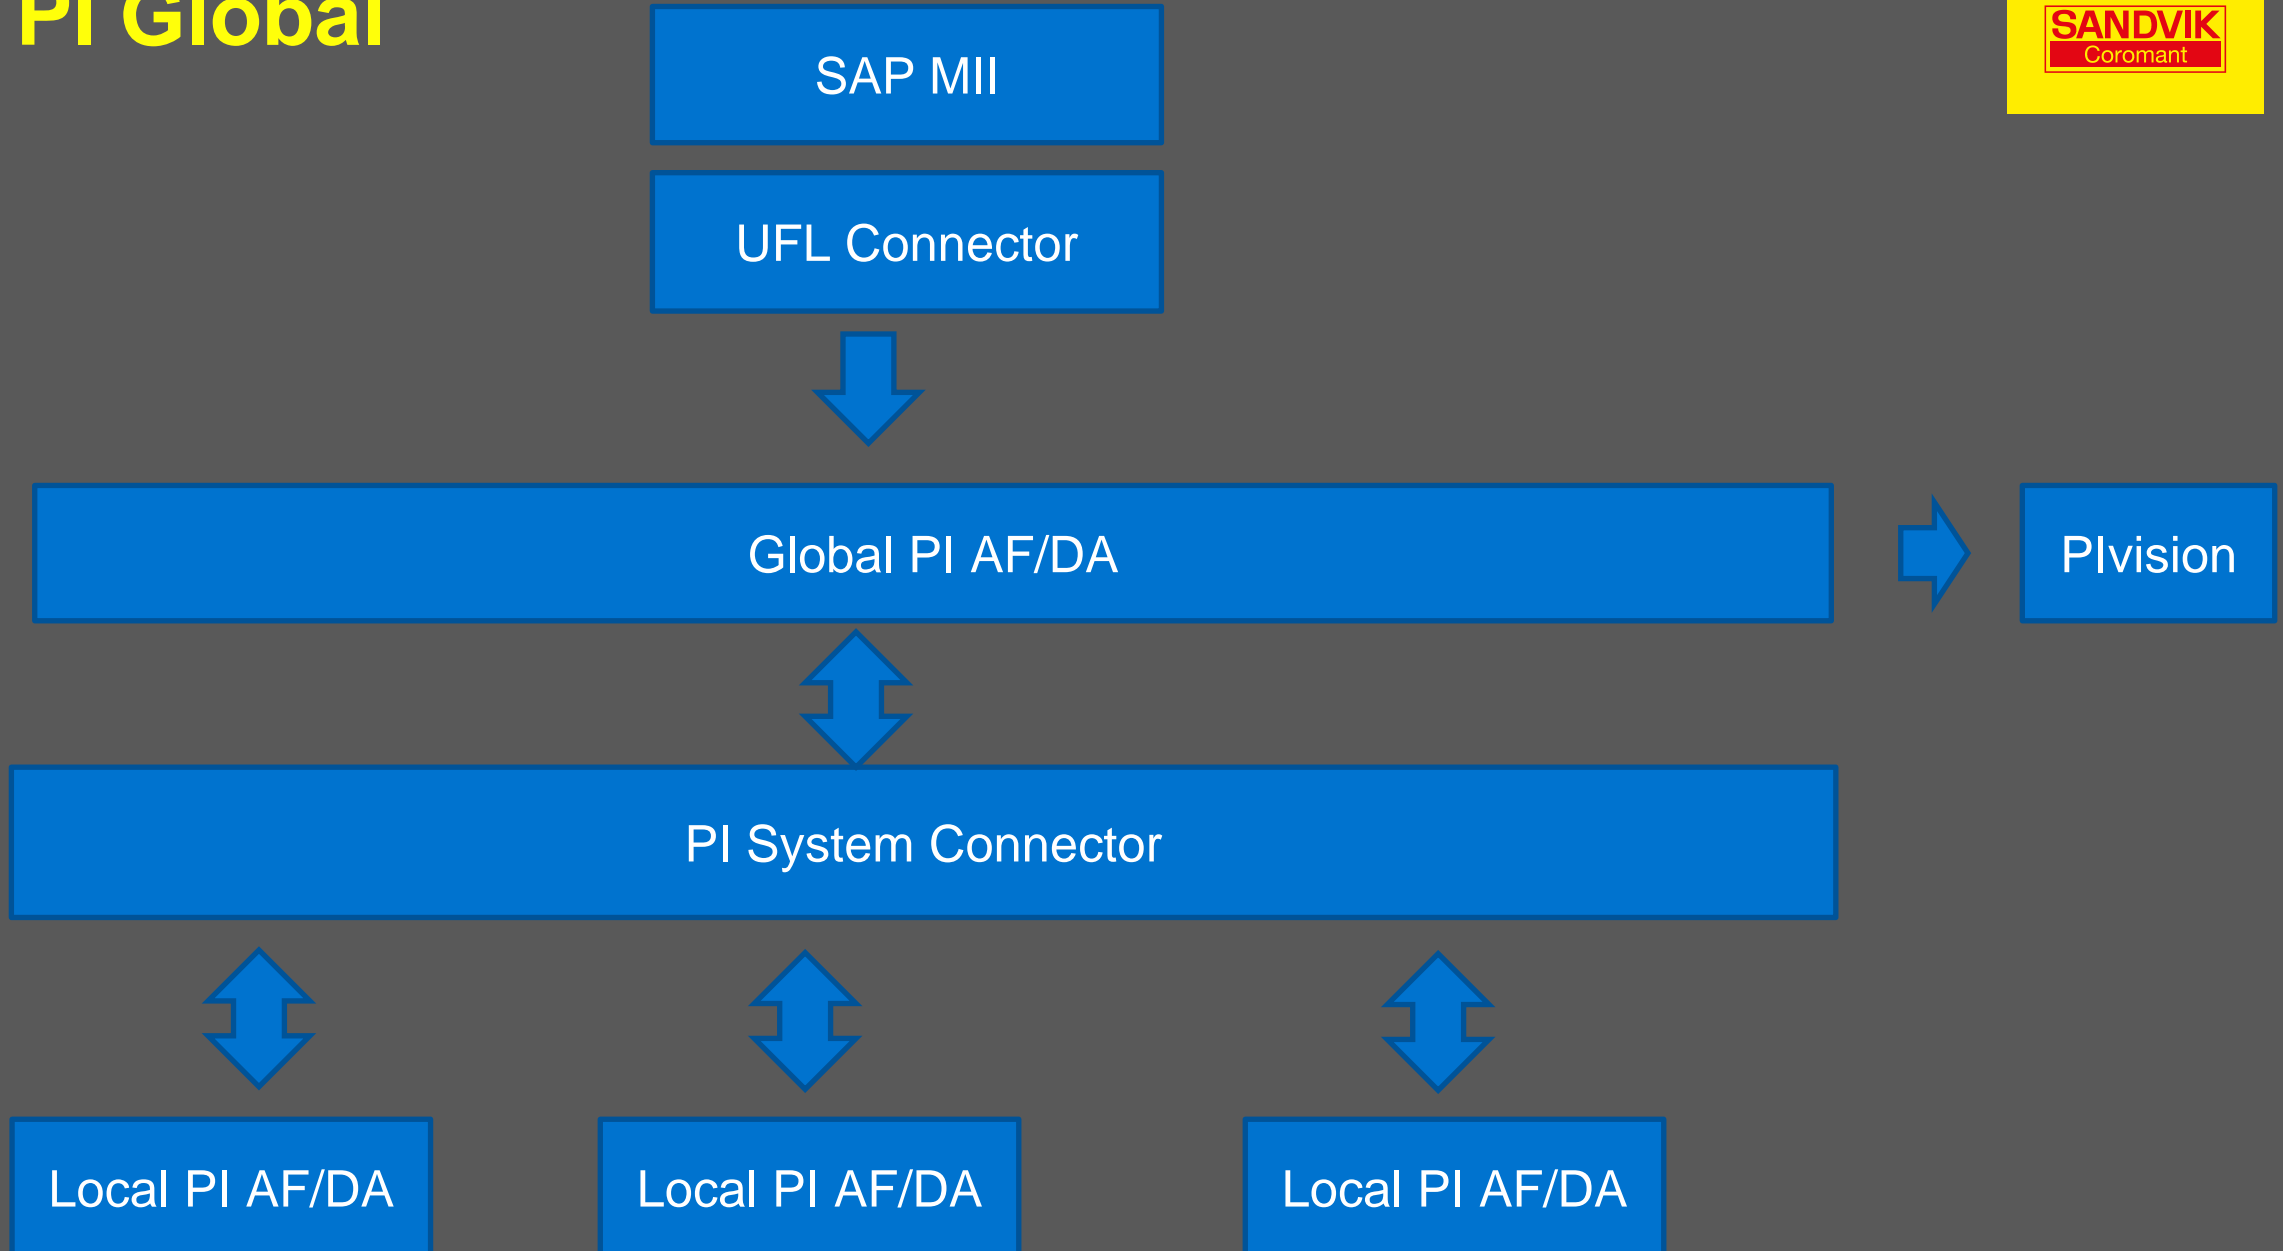 PI Global
SANDVIK
Coromant
SAP MII
UFL Connector
Global PI AF/DA
PIvision
PI System Connector
Local PI AF/DA
Local PI AF/DA
Local PI AF/DA